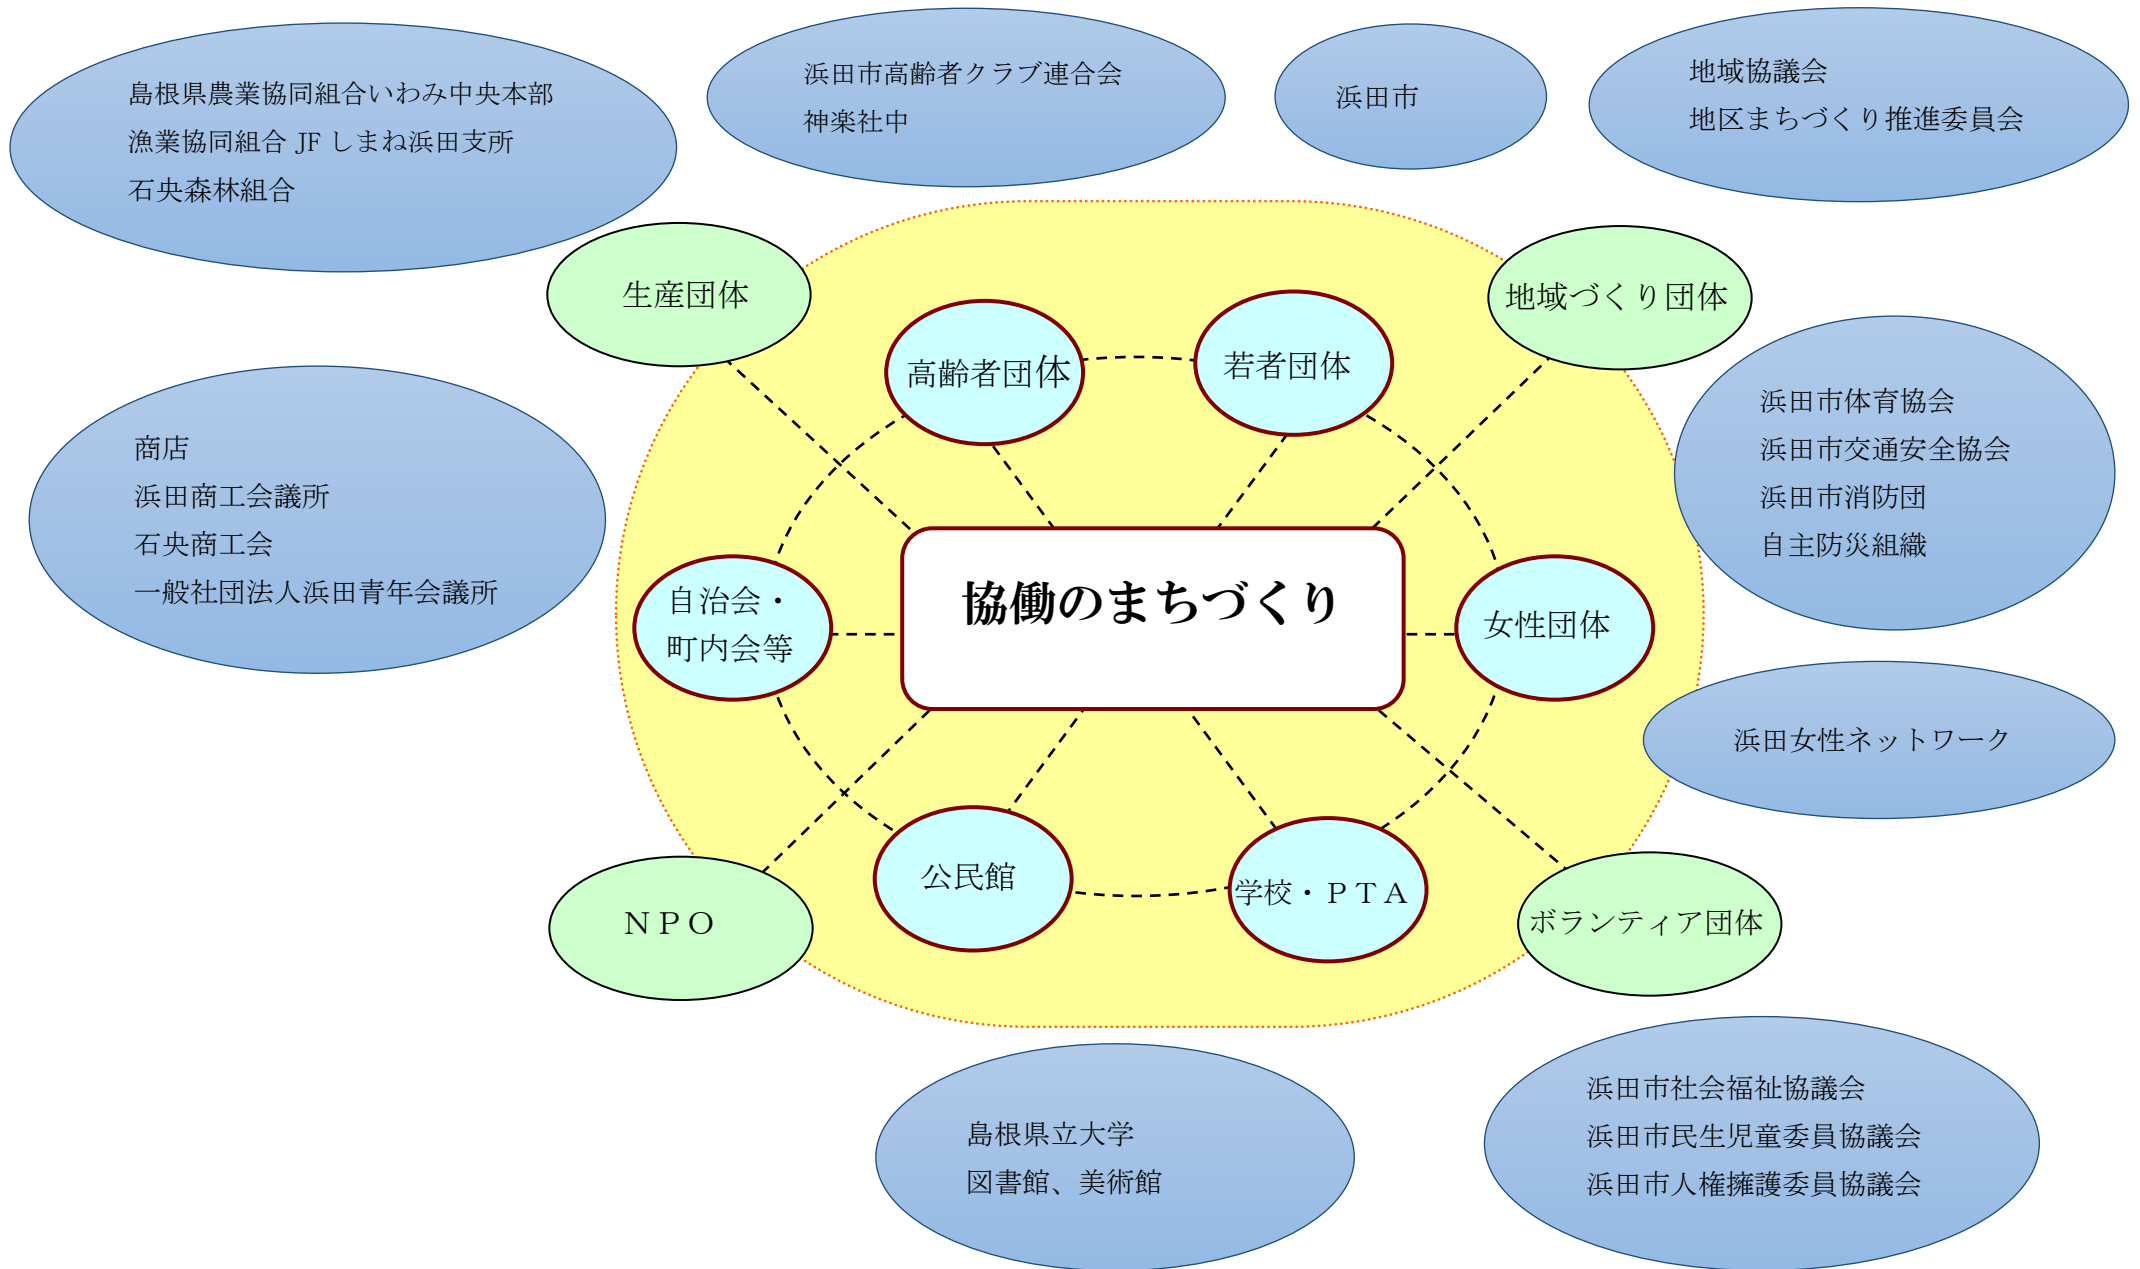 島根県農業協同組合いわみ中央本部
漁業協同組合 JF しまね浜田支所
石央森林組合
浜田市高齢者クラブ連合会
神楽社中
浜田市
地域協議会
地区まちづくり推進委員会
生産団体
地域づくり団体
高齢者団体
若者団体
浜田市体育協会
浜田市交通安全協会
浜田市消防団
自主防災組織
商店
浜田商工会議所
石央商工会
一般社団法人浜田青年会議所
自治会・
町内会等
協働のまちづくり
女性団体
浜田女性ネットワーク
公民館
学校・ＰＴＡ
ＮＰＯ
ボランティア団体
島根県立大学
図書館、美術館
浜田市社会福祉協議会
浜田市民生児童委員協議会
浜田市人権擁護委員協議会